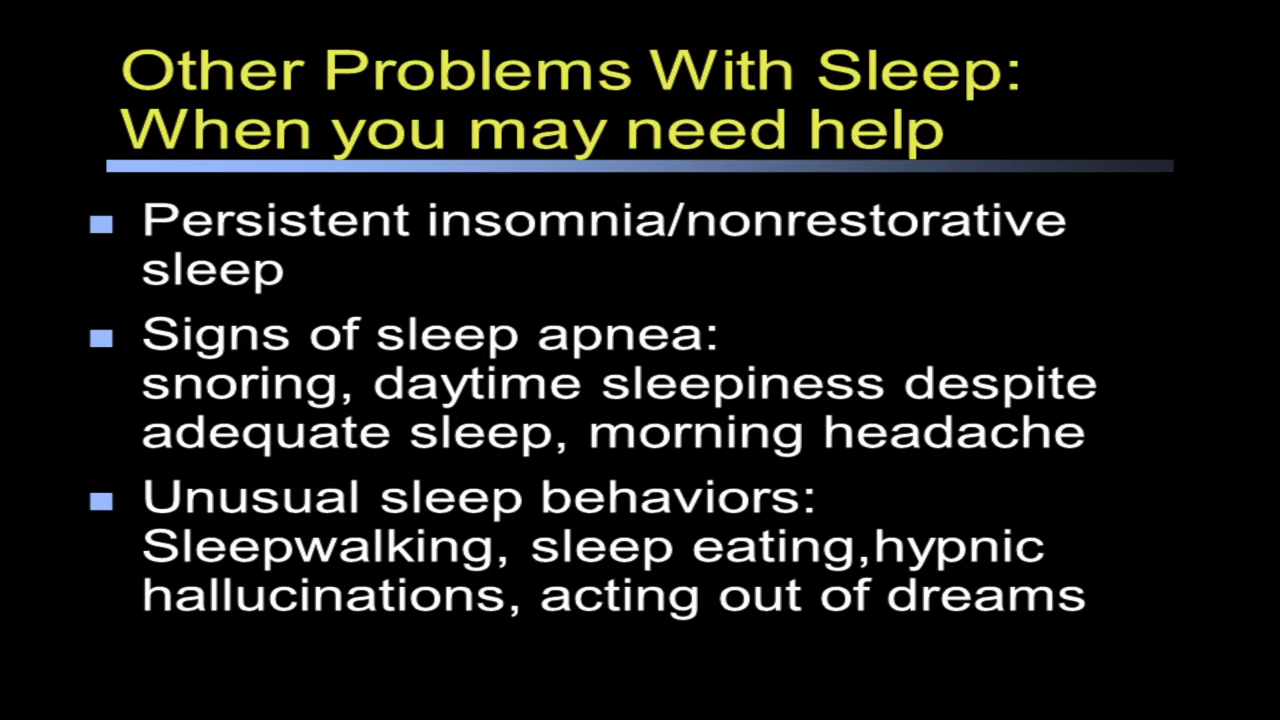 Other Problems With Sleep:
When you may need help
Persistent insomnia/nonrestorative
sleep
Signs of sleep apnea:
snoring, daytime sleepiness despite
adequate sleep, morning headache
Unusual sleep behaviors:
Sleepwalking, sleep eating,hypnic
hallucinations, acting out of dreams